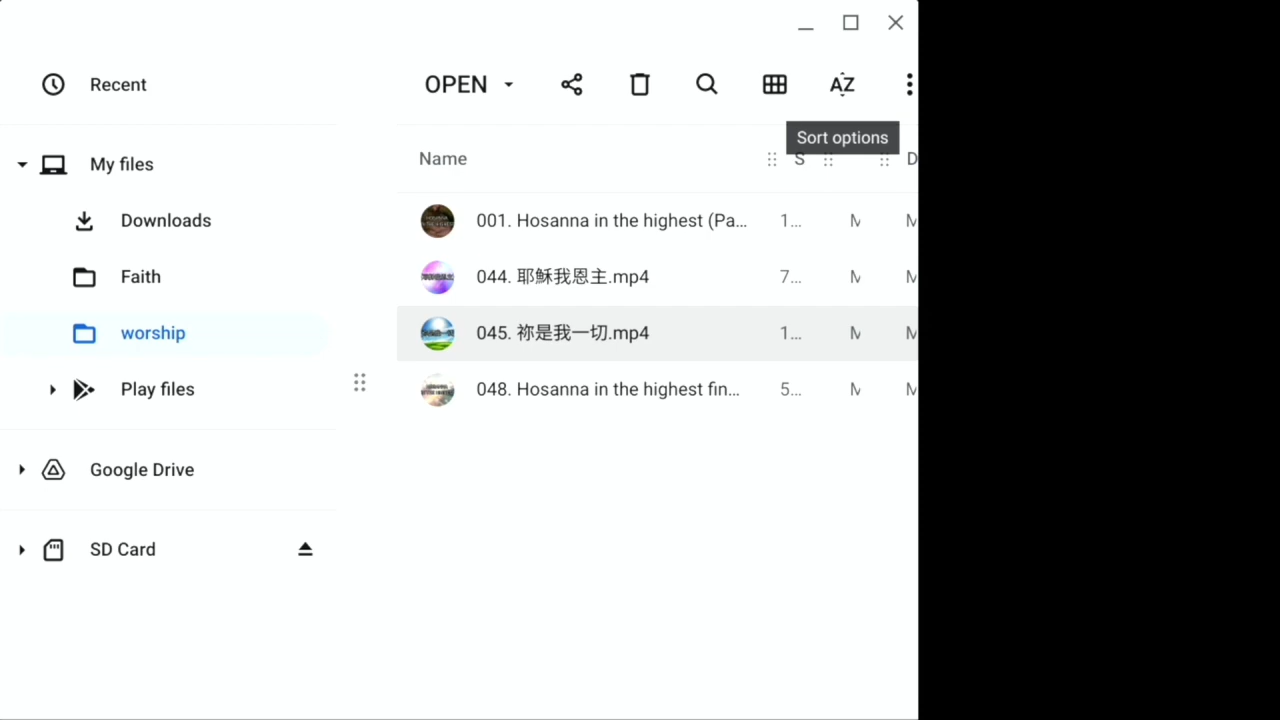 Recent
OPEN
AZ
Sort options
My files
Name
S
D
Downloads
001. Hosanna in the highest (Pa...
1...
M
M
Faith
044. 耶穌我恩主.mp4
7...
M
M
worship
045. 祢是我一切.mp4
1...
M
M
Play files
048. Hosanna in the highest fin...
5...
M
M
Google Drive
SD Card